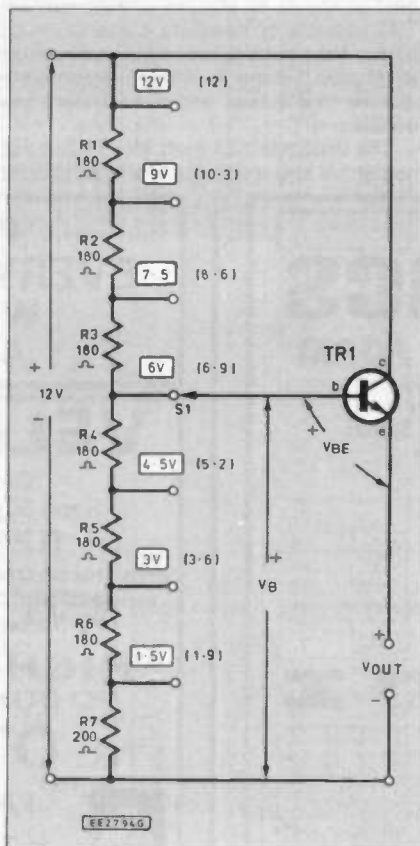 12V (12)
R1
180
Ω
9V (10·3)
R2
180
Ω
7·5 (8·6)
R3
180
Ω
6V (6·9)
TR1
c
b
e
S1
+
12V
−
VBE
+
R4
180
Ω
4·5V (5·2)
R5
180
Ω
3V (3·6)
+
VB
R6
180
Ω
1·5V (1·9)
+
VOUT
−
R7
200
Ω
EE2794G